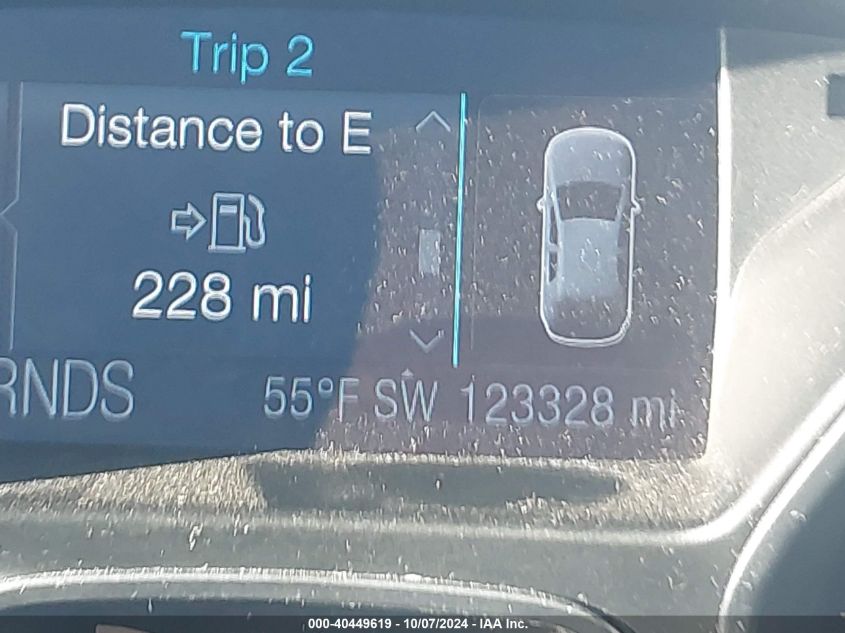 Trip 2
Distance to E
228 mi
RNDS 55°F SW 123328 mi
000-40449619 - 10/07/2024 - IAA Inc.